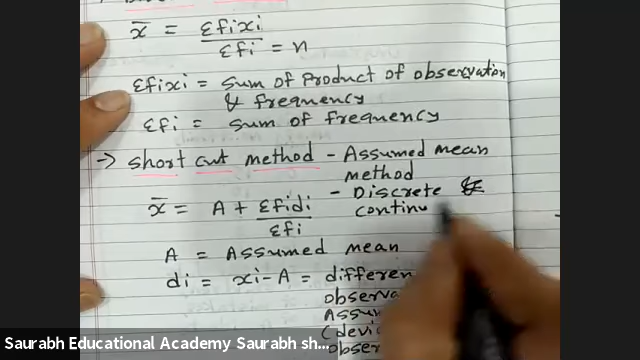 x̄ = Σfixi
Σfi = n
Σfixi = sum of Product of observation
& frequency
Σfi = sum of frequency
→ short cut method - Assumed mean
method
x̄ = A + Σfidi
Σfi
- Discrete &
continu
A = Assumed mean
di = xi - A = differen
observa
Assu
(devi
obser
Saurabh Educational Academy Saurabh sh...